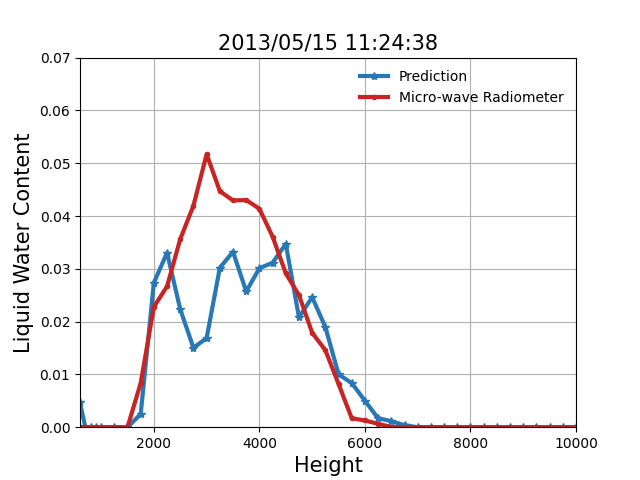 2013/05/15 11:24:38
0.07
0.06
0.05
0.04
0.03
0.02
0.01
0.00
Liquid Water Content
Prediction
Micro-wave Radiometer
2000 4000 6000 8000 10000
Height